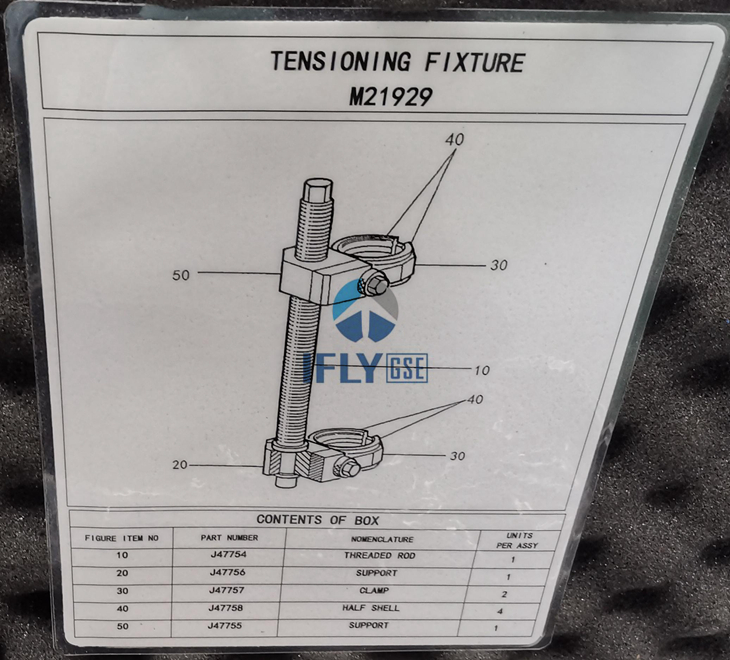 TENSIONING FIXTURE
M21929
40
50
30
10
IFLY GSE
40
20
30
CONTENTS OF BOX
FIGURE ITEM NO PART NUMBER NOMENCLATURE UNITS PER ASSY
10 J47754 THREADED ROD 1
20 J47756 SUPPORT 1
30 J47757 CLAMP 2
40 J47758 HALF SHELL 4
50 J47755 SUPPORT 1